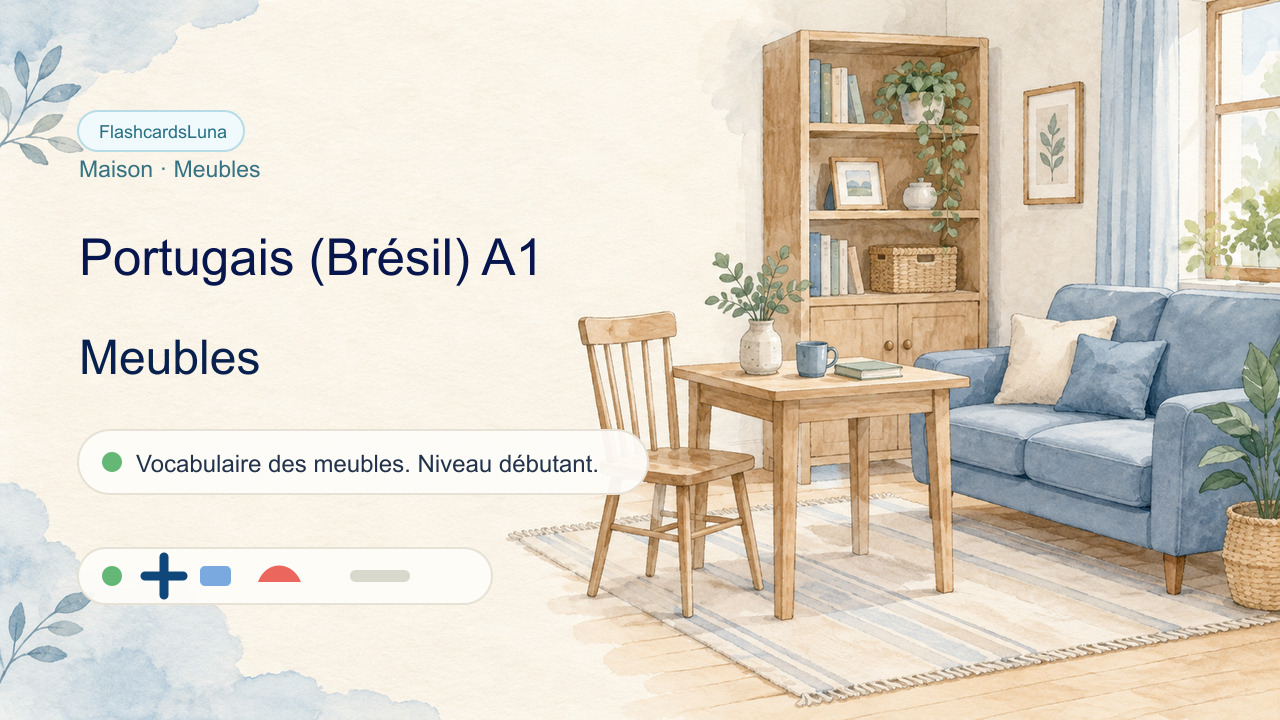 FlashcardsLuna
Maison · Meubles
Portugais (Brésil) A1
Meubles
Vocabulaire des meubles. Niveau débutant.